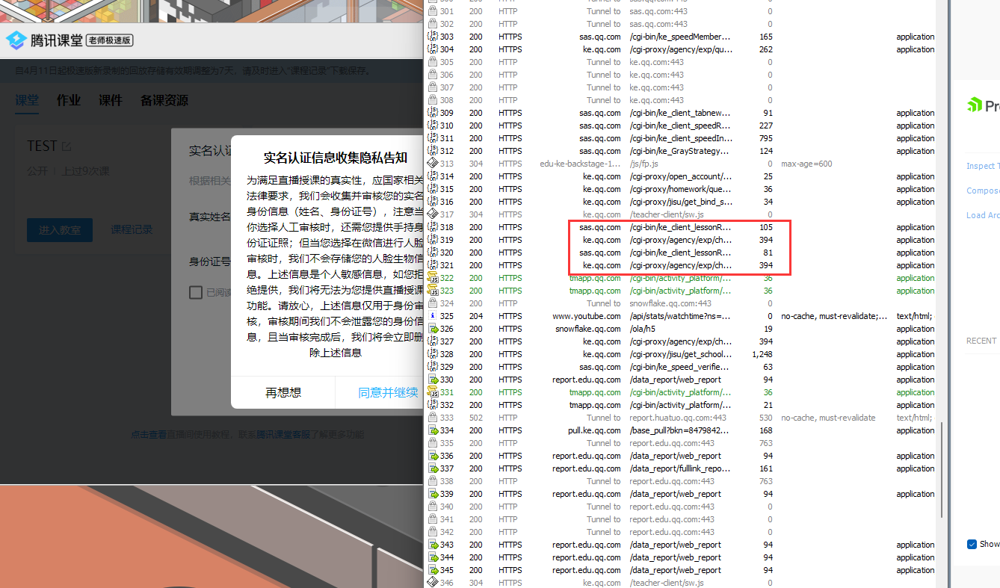 腾讯课堂 老师极速版
自4月11日起极速版新录制的回放存储有效期调整为7天，请及时进入“课程记录”下载保存。
课堂 作业 课件 备课资源
TEST
公开 | 上过9次课
进入教室 课程记录
实名认证
根据相关
真实姓名
身份证号
已阅读
实名认证信息收集隐私告知
为满足直播授课的真实性，应国家相关
法律要求，我们会收集并审核您的实名
身份信息（姓名、身份证号），注意当
你选择人工审核时，还需您提供手持身
份证证照；但当您选择在微信进行人脸
审核时，我们不会存储您的人脸生物信
息。上述信息是个人敏感信息，如您拒
绝提供，我们将无法为您提供直播授课
功能。请放心，上述信息仅用于身份审
核，审核期间我们不会泄露您的身份信
息，且当审核完成后，我们将会立即删
除上述信息
再想想 同意并继续
点击查看直播间使用教程，联系腾讯课堂客服了解更多功能
301 200 HTTP Tunnel to sas.qq.com:443 0
302 200 HTTP Tunnel to sas.qq.com:443 0
303 200 HTTPS sas.qq.com /cgi-bin/ke_speedMember... 165 application
304 200 HTTPS ke.qq.com /cgi-proxy/agency/exp/qu... 262 application
305 200 HTTP Tunnel to ke.qq.com:443 0
306 200 HTTP Tunnel to ke.qq.com:443 0
307 200 HTTP Tunnel to ke.qq.com:443 0
308 200 HTTP Tunnel to ke.qq.com:443 0
309 200 HTTPS sas.qq.com /cgi-bin/ke_client_tabnew... 91 application
310 200 HTTPS sas.qq.com /cgi-bin/ke_client_speedR... 227 application
311 200 HTTPS sas.qq.com /cgi-bin/ke_client_speedIn... 795 application
312 200 HTTPS sas.qq.com /cgi-bin/ke_GrayStrategy... 124 application
313 304 HTTPS edu-ke-backstage-1... /js/fp.js 0 max-age=600
314 200 HTTPS ke.qq.com /cgi-proxy/open_account/... 25 application
315 200 HTTPS ke.qq.com /cgi-proxy/homework/que... 36 application
316 200 HTTPS ke.qq.com /cgi-proxy/jisu/get_bind_s... 34 application
317 304 HTTPS ke.qq.com /teacher-client/sw.js 0
318 200 HTTPS sas.qq.com /cgi-bin/ke_client_lessonR... 105 application
319 200 HTTPS ke.qq.com /cgi-proxy/agency/exp/ch... 394 application
320 200 HTTPS sas.qq.com /cgi-bin/ke_client_lessonR... 81 application
321 200 HTTPS ke.qq.com /cgi-proxy/agency/exp/ch... 394 application
322 200 HTTPS tmapp.qq.com /cgi-bin/activity_platform/... 36 application
323 200 HTTPS tmapp.qq.com /cgi-bin/activity_platform/... 36 application
324 200 HTTP Tunnel to snowflake.qq.com:443 0
325 204 HTTPS www.youtube.com /api/stats/watchtime?ns=... 0 no-cache, must-revalidate;... text/html;
326 200 HTTPS snowflake.qq.com /ola/h5 19 application
327 200 HTTPS ke.qq.com /cgi-proxy/agency/exp/ch... 394 application
328 200 HTTPS ke.qq.com /cgi-proxy/jisu/get_school... 1,248 application
329 200 HTTPS sas.qq.com /cgi-bin/ke_speed_verifie... 63 application
330 200 HTTPS report.edu.qq.com /data_report/web_report 94 application
331 200 HTTPS tmapp.qq.com /cgi-bin/activity_platform/... 36 application
332 200 HTTPS tmapp.qq.com /cgi-bin/activity_platform/... 21 application
333 502 HTTP Tunnel to report.huatuo.qq.com:443 530 no-cache, must-revalidate text/html;
334 200 HTTPS pull.ke.qq.com /base_pull?bkn=8479842... 168 application
335 200 HTTP Tunnel to report.edu.qq.com:443 763
336 200 HTTPS report.edu.qq.com /data_report/web_report 94 application
337 200 HTTPS report.edu.qq.com /data_report/fulllink_repo... 161 application
338 200 HTTP Tunnel to report.edu.qq.com:443 763
339 200 HTTPS report.edu.qq.com /data_report/web_report 94 application
340 200 HTTP Tunnel to report.edu.qq.com:443 0
341 200 HTTP Tunnel to report.edu.qq.com:443 0
342 200 HTTP Tunnel to report.edu.qq.com:443 0
343 200 HTTPS report.edu.qq.com /data_report/web_report 94 application
344 200 HTTPS report.edu.qq.com /data_report/web_report 94 application
345 200 HTTPS report.edu.qq.com /data_report/web_report 94 application
346 304 HTTPS ke.qq.com /teacher-client/sw.js 0
Pr
Inspect T
Compos
Load Arc
RECENT
Show